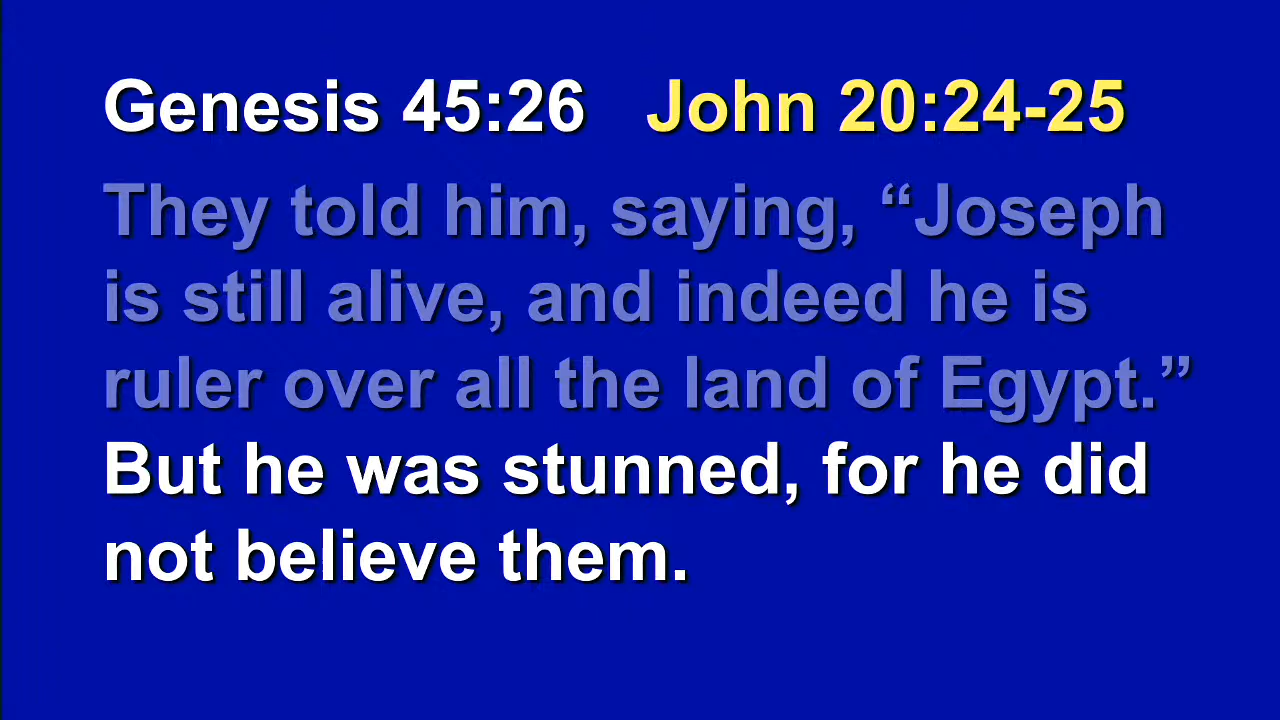 Genesis 45:26 John 20:24-25
They told him, saying, “Joseph
is still alive, and indeed he is
ruler over all the land of Egypt.”
But he was stunned, for he did
not believe them.